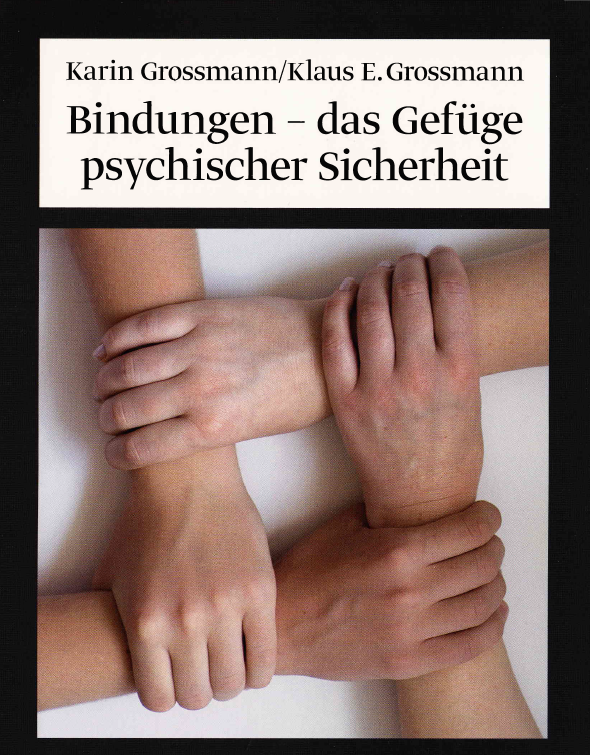 Karin Grossmann/Klaus E. Grossmann
Bindungen – das Gefüge
psychischer Sicherheit